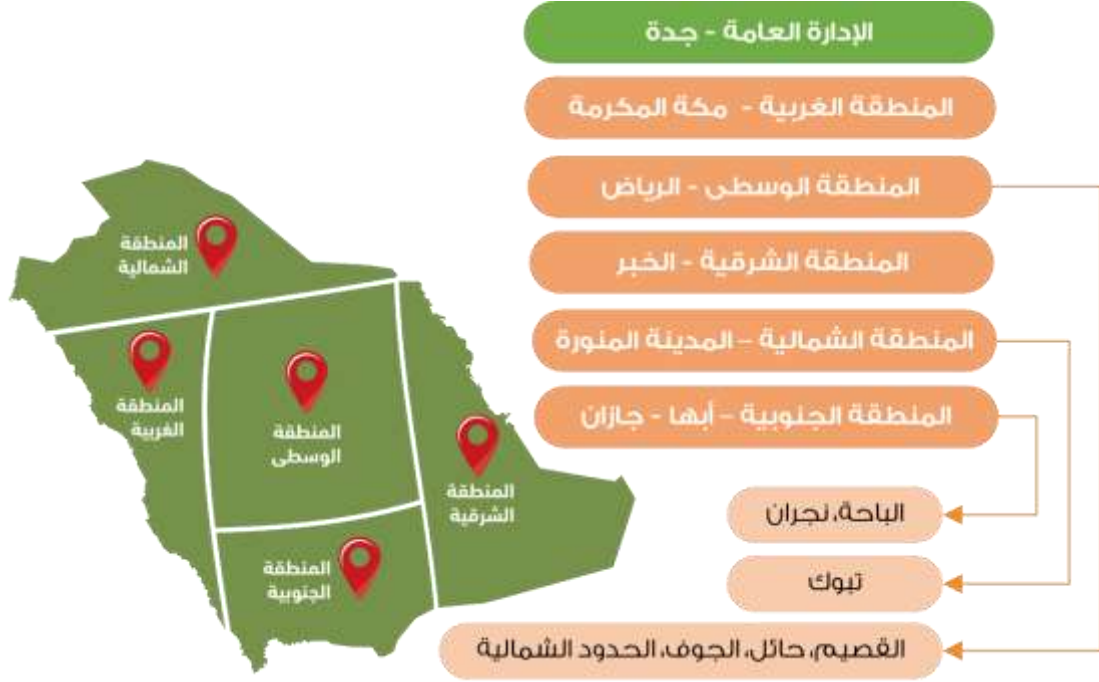 الإدارة العامة - جدة
المنطقة الغربية - مكة المكرمة
المنطقة الوسطى - الرياض
المنطقة الشرقية - الخبر
المنطقة الشمالية – المدينة المنورة
المنطقة الجنوبية – أبها - جازان
الباحة، نجران
تبوك
القصيم، حائل، الجوف، الحدود الشمالية
المنطقة
الشمالية
المنطقة
الغربية
المنطقة
الوسطى
المنطقة
الشرقية
المنطقة
الجنوبية